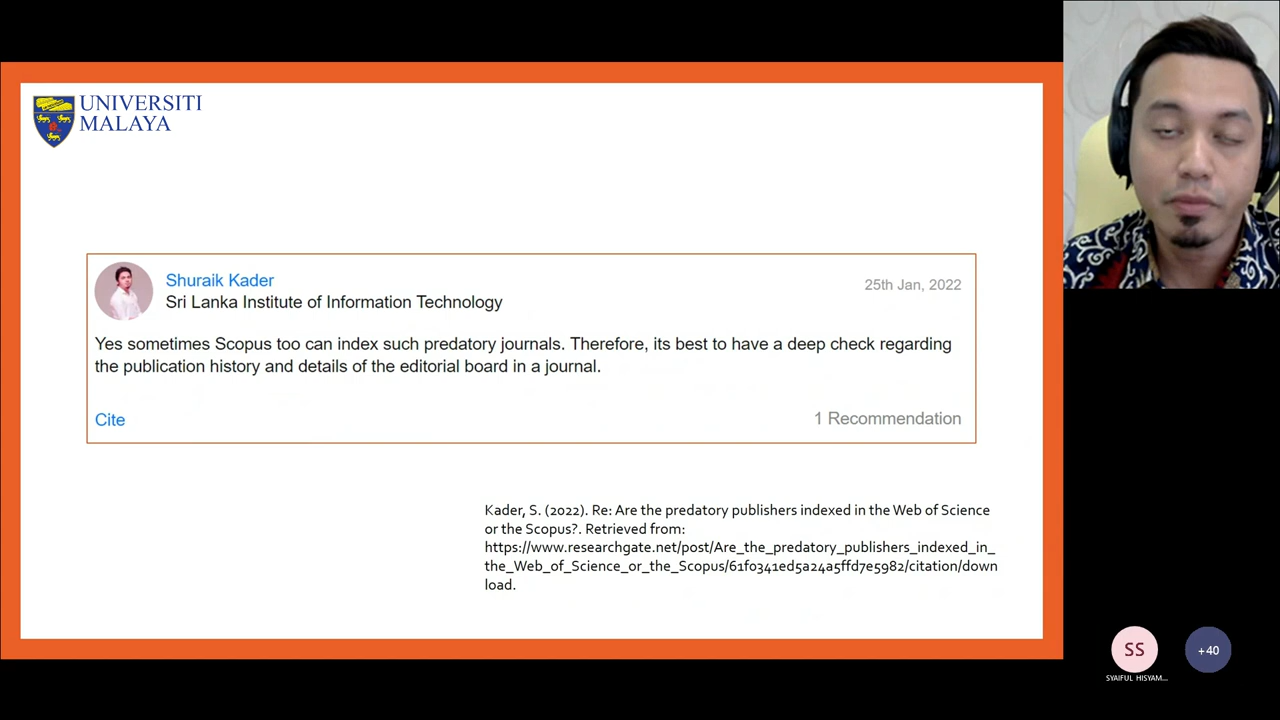 UNIVERSITI
MALAYA
Shuraik Kader
25th Jan, 2022
Sri Lanka Institute of Information Technology
Yes sometimes Scopus too can index such predatory journals. Therefore, its best to have a deep check regarding
the publication history and details of the editorial board in a journal.
Cite
1 Recommendation
Kader, S. (2022). Re: Are the predatory publishers indexed in the Web of Science
or the Scopus?. Retrieved from:
https://www.researchgate.net/post/Are_the_predatory_publishers_indexed_in_
the_Web_of_Science_or_the_Scopus/61f0341ed5a24a5ffd7e5982/citation/down
load.
SS
+40
SYAIFUL HISYAM...